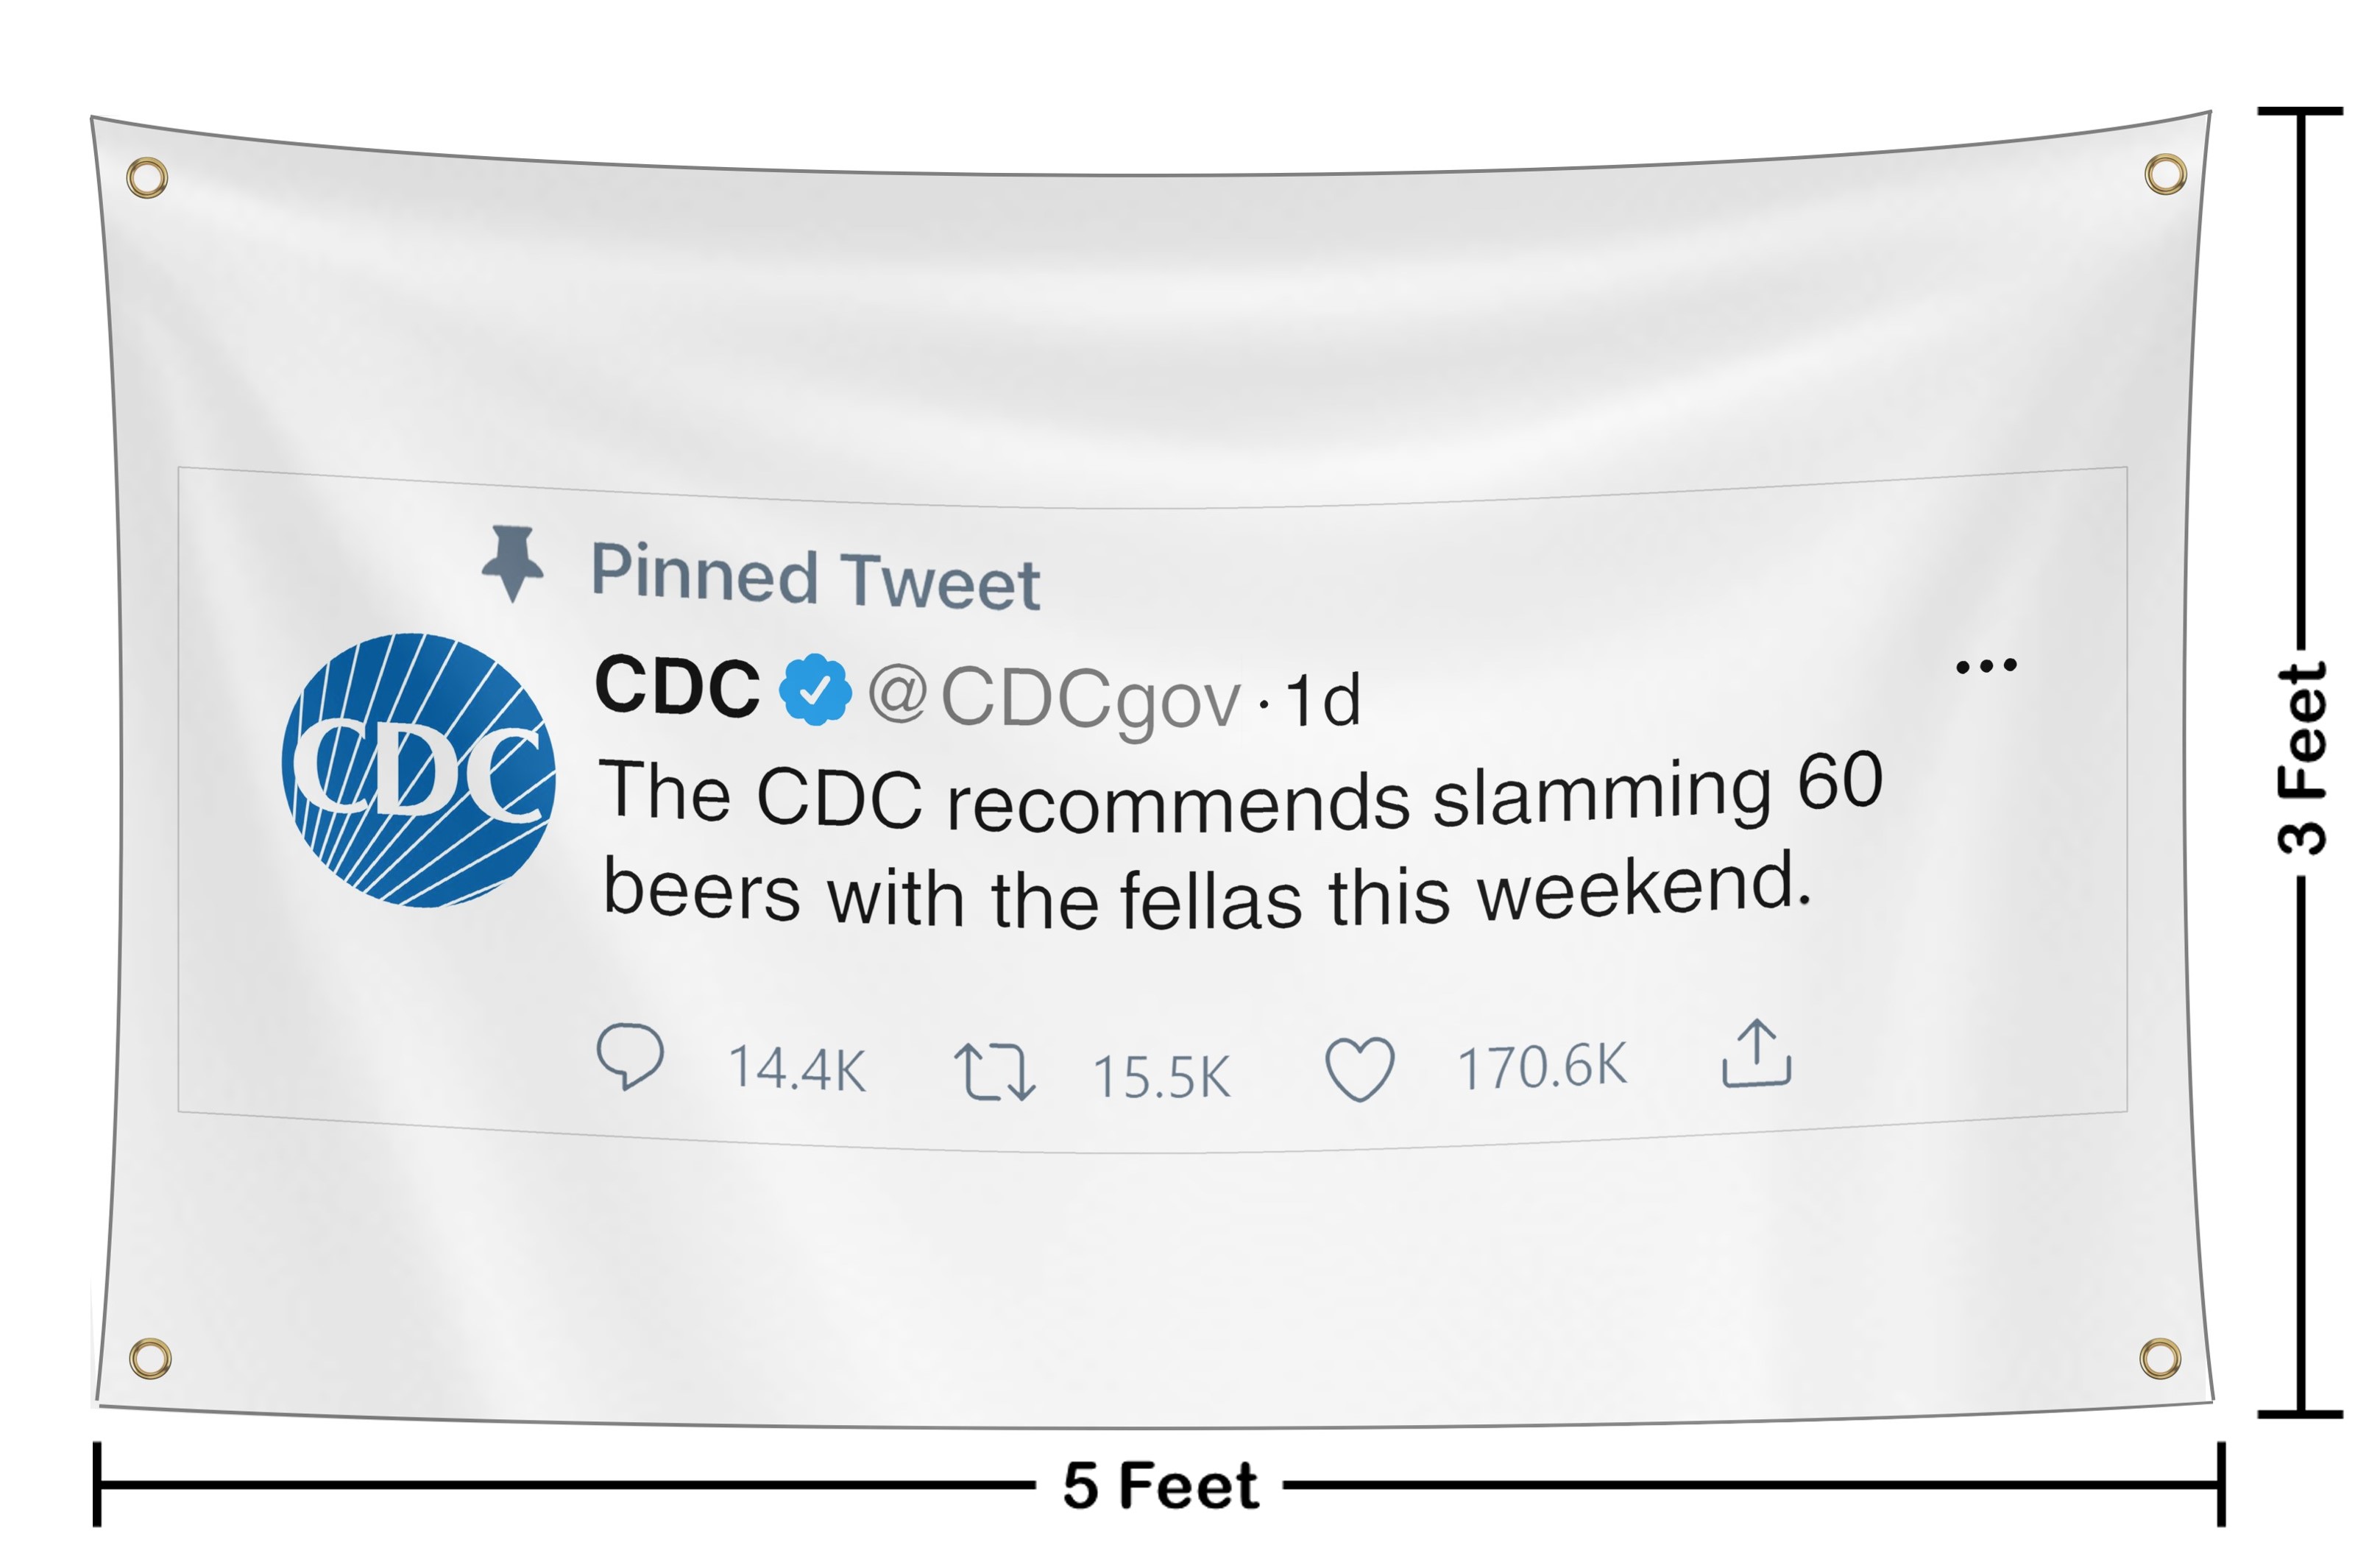 Pinned Tweet
CDC @CDCgov · 1d
CDC
The CDC recommends slamming 60
beers with the fellas this weekend.
14.4K 15.5K 170.6K
3 Feet
5 Feet